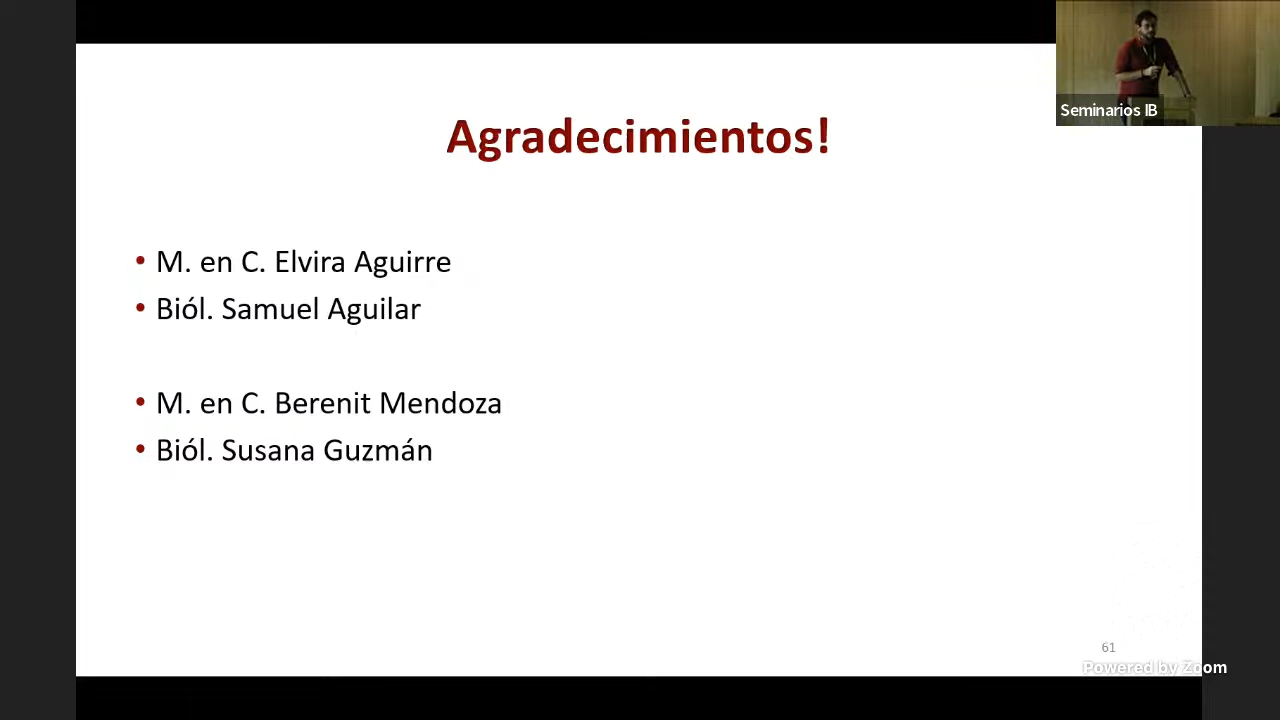 Seminarios IB
Agradecimientos!
• M. en C. Elvira Aguirre
• Biól. Samuel Aguilar
• M. en C. Berenit Mendoza
• Biól. Susana Guzmán
61
Powered by Zoom